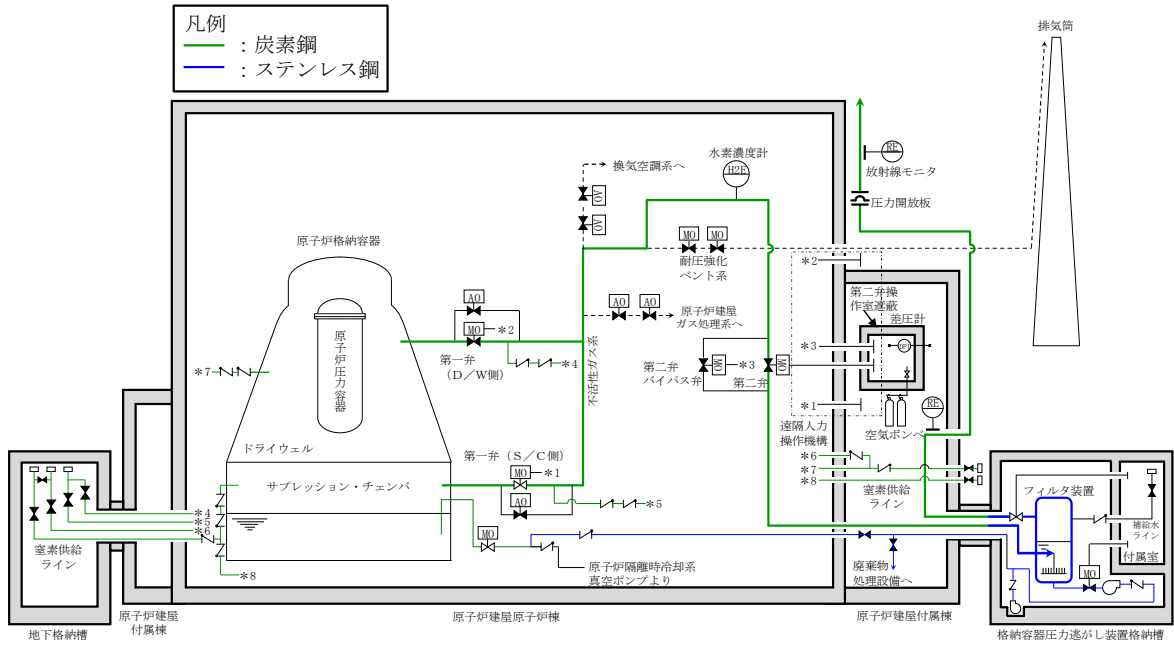 凡例
：炭素鋼
：ステンレス鋼
排気筒
水素濃度計
H2E
換気空調系へ
AO
AO
RE
放射線モニタ
圧力開放板
原子炉格納容器
MO
MO
耐圧強化
ベント系
＊2
第二弁操
作室遮蔽
差圧計
AO
AO
原子炉建屋
ガス処理系へ
AO
MO
＊2
第一弁
（D／W側）
＊4
原子炉圧力容器
＊7
不活性ガス系
第二弁
バイパス弁
MO
＊3
第二弁
MO
＊3
DPI
＊1
遠隔人力
操作機構
空気ボンベ
RE
ドライウェル
サプレッション・チェンバ
第一弁（S／C側）
MO
＊1
AO
＊5
MO
原子炉隔離時冷却系
真空ポンプより
＊6
＊7
＊8
窒素供給
ライン
廃棄物
処理設備へ
フィルタ装置
補給水
ライン
付属室
MO
＊4
＊5
＊6
＊8
窒素供給
ライン
地下格納槽
原子炉建屋
付属棟
原子炉建屋原子炉棟
原子炉建屋付属棟
格納容器圧力逃がし装置格納槽